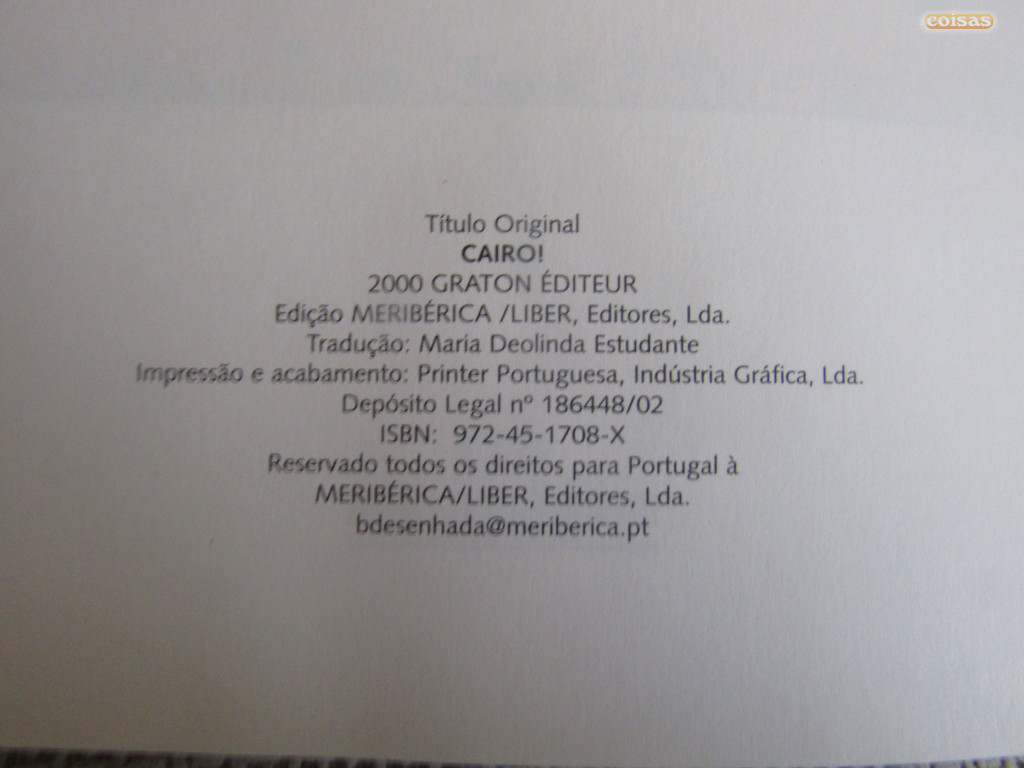 coisas
Título Original
CAIRO!
2000 GRATON ÉDITEUR
Edição MERIBÉRICA /LIBER, Editores, Lda.
Tradução: Maria Deolinda Estudante
Impressão e acabamento: Printer Portuguesa, Indústria Gráfica, Lda.
Depósito Legal nº 186448/02
ISBN: 972-45-1708-X
Reservado todos os direitos para Portugal à
MERIBÉRICA/LIBER, Editores, Lda.
bdesenhada@meriberica.pt